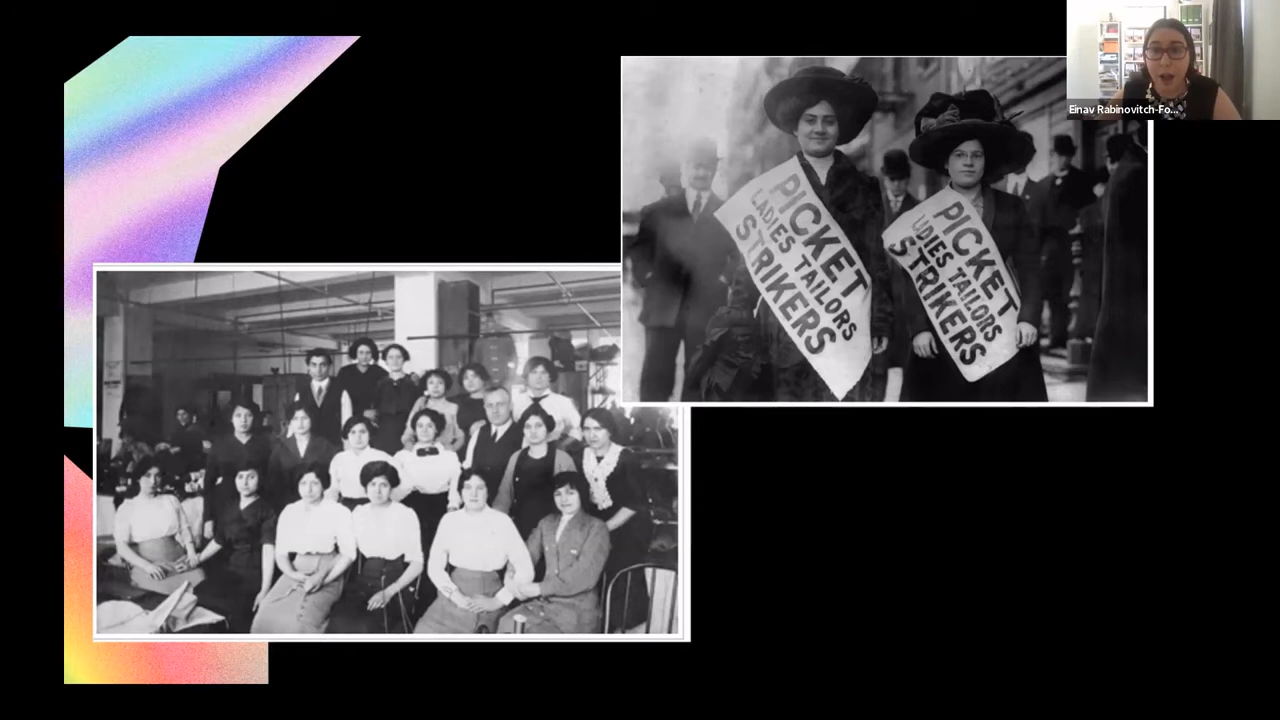 PICKET
LADIES TAILORS
STRIKERS
PICKET
LADIES TAILORS
STRIKERS
Einav Rabinovitch-Fo...